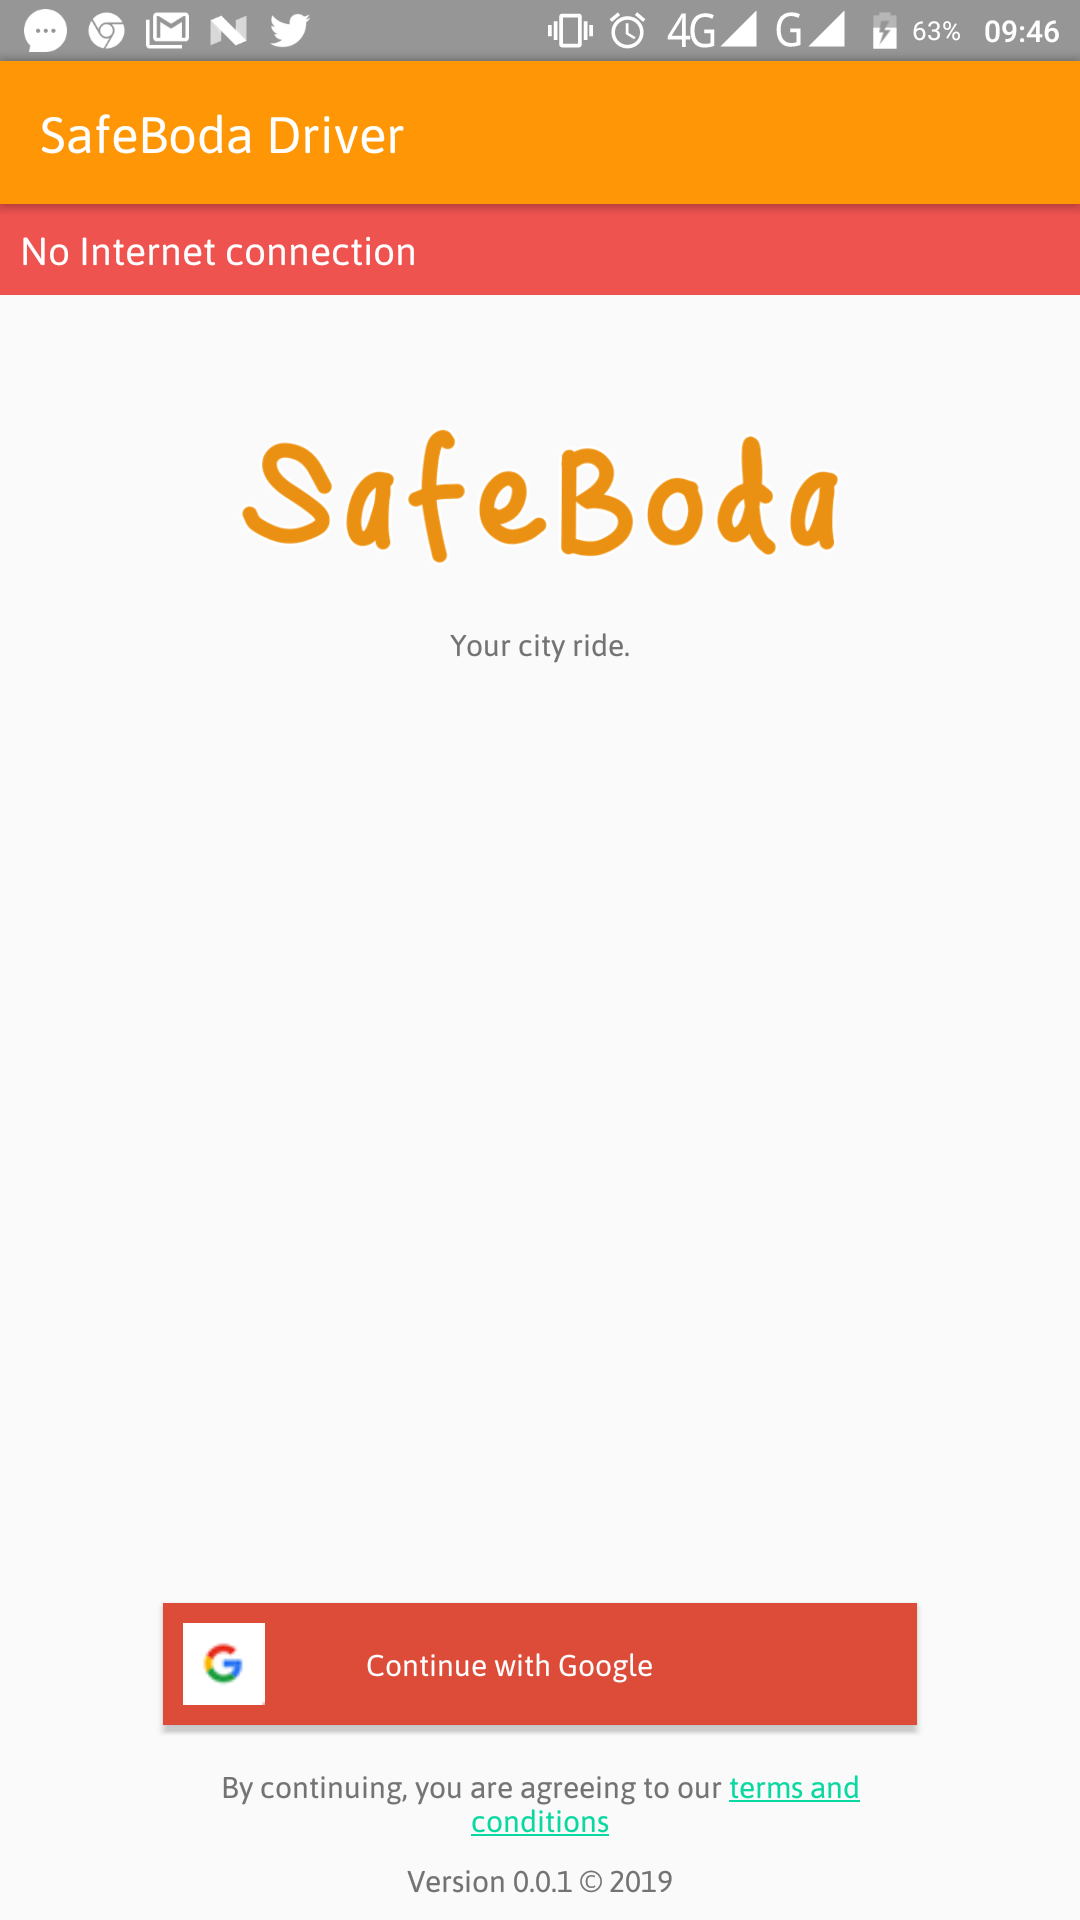 4G G 63% 09:46
SafeBoda Driver
No Internet connection
SafeBoda
Your city ride.
Continue with Google
By continuing, you are agreeing to our terms and
conditions
Version 0.0.1 © 2019